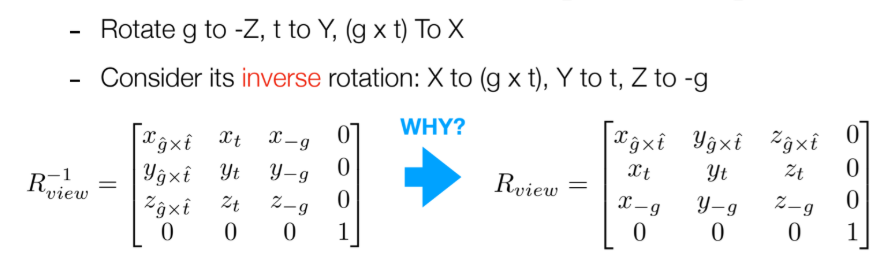 - Rotate g to -Z, t to Y, (g x t) To X
- Consider its inverse rotation: X to (g x t), Y to t, Z to -g
WHY?
R_{view}^{-1} = \begin{bmatrix} x_{\hat{g}\times\hat{t}} & x_t & x_{-g} & 0 \\ y_{\hat{g}\times\hat{t}} & y_t & y_{-g} & 0 \\ z_{\hat{g}\times\hat{t}} & z_t & z_{-g} & 0 \\ 0 & 0 & 0 & 1 \end{bmatrix}
R_{view} = \begin{bmatrix} x_{\hat{g}\times\hat{t}} & y_{\hat{g}\times\hat{t}} & z_{\hat{g}\times\hat{t}} & 0 \\ x_t & y_t & z_t & 0 \\ x_{-g} & y_{-g} & z_{-g} & 0 \\ 0 & 0 & 0 & 1 \end{bmatrix}